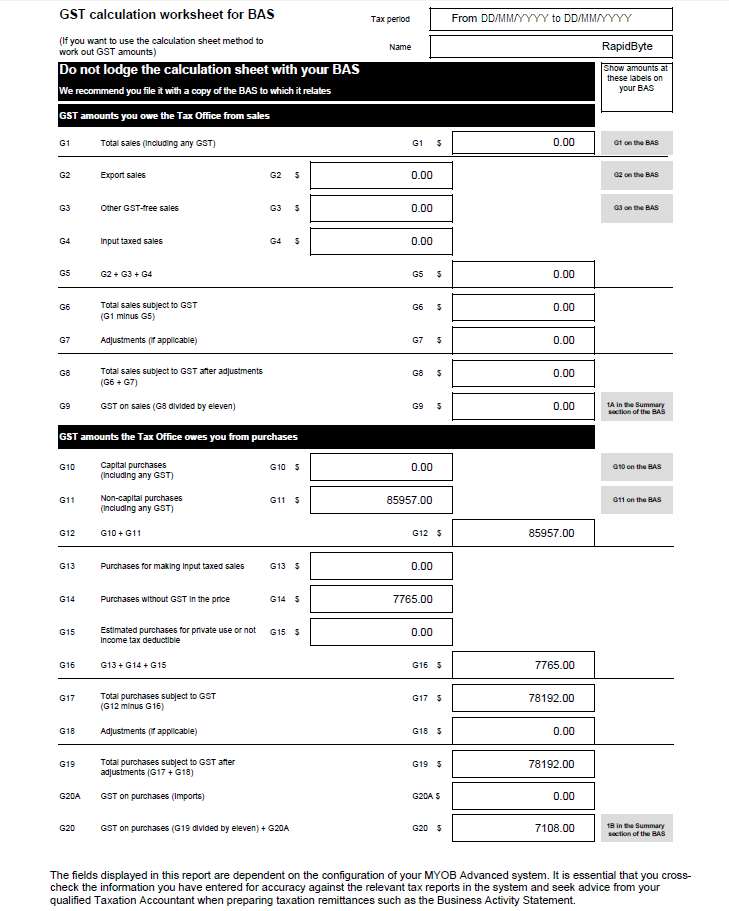 GST calculation worksheet for BAS
Tax period From DD/MM/YYYY to DD/MM/YYYY
(If you want to use the calculation sheet method to
work out GST amounts)
Name RapidByte
Do not lodge the calculation sheet with your BAS
We recommend you file it with a copy of the BAS to which it relates
Show amounts at
these labels on
your BAS
GST amounts you owe the Tax Office from sales
G1 Total sales (including any GST) G1 $ 0.00 G1 on the BAS
G2 Export sales G2 $ 0.00 G2 on the BAS
G3 Other GST-free sales G3 $ 0.00 G3 on the BAS
G4 Input taxed sales G4 $ 0.00
G5 G2 + G3 + G4 G5 $ 0.00
G6 Total sales subject to GST
(G1 minus G5) G6 $ 0.00
G7 Adjustments (if applicable) G7 $ 0.00
G8 Total sales subject to GST after adjustments
(G6 + G7) G8 $ 0.00
G9 GST on sales (G8 divided by eleven) G9 $ 0.00 1A in the Summary
section of the BAS
GST amounts the Tax Office owes you from purchases
G10 Capital purchases
(including any GST) G10 $ 0.00 G10 on the BAS
G11 Non-capital purchases
(including any GST) G11 $ 85957.00 G11 on the BAS
G12 G10 + G11 G12 $ 85957.00
G13 Purchases for making input taxed sales G13 $ 0.00
G14 Purchases without GST in the price G14 $ 7765.00
G15 Estimated purchases for private use or not
income tax deductible G15 $ 0.00
G16 G13 + G14 + G15 G16 $ 7765.00
G17 Total purchases subject to GST
(G12 minus G16) G17 $ 78192.00
G18 Adjustments (if applicable) G18 $ 0.00
G19 Total purchases subject to GST after
adjustments (G17 + G18) G19 $ 78192.00
G20A GST on purchases (Imports) G20A $ 0.00
G20 GST on purchases (G19 divided by eleven) + G20A G20 $ 7108.00 1B in the Summary
section of the BAS
The fields displayed in this report are dependent on the configuration of your MYOB Advanced system. It is essential that you cross-
check the information you have entered for accuracy against the relevant tax reports in the system and seek advice from your
qualified Taxation Accountant when preparing taxation remittances such as the Business Activity Statement.